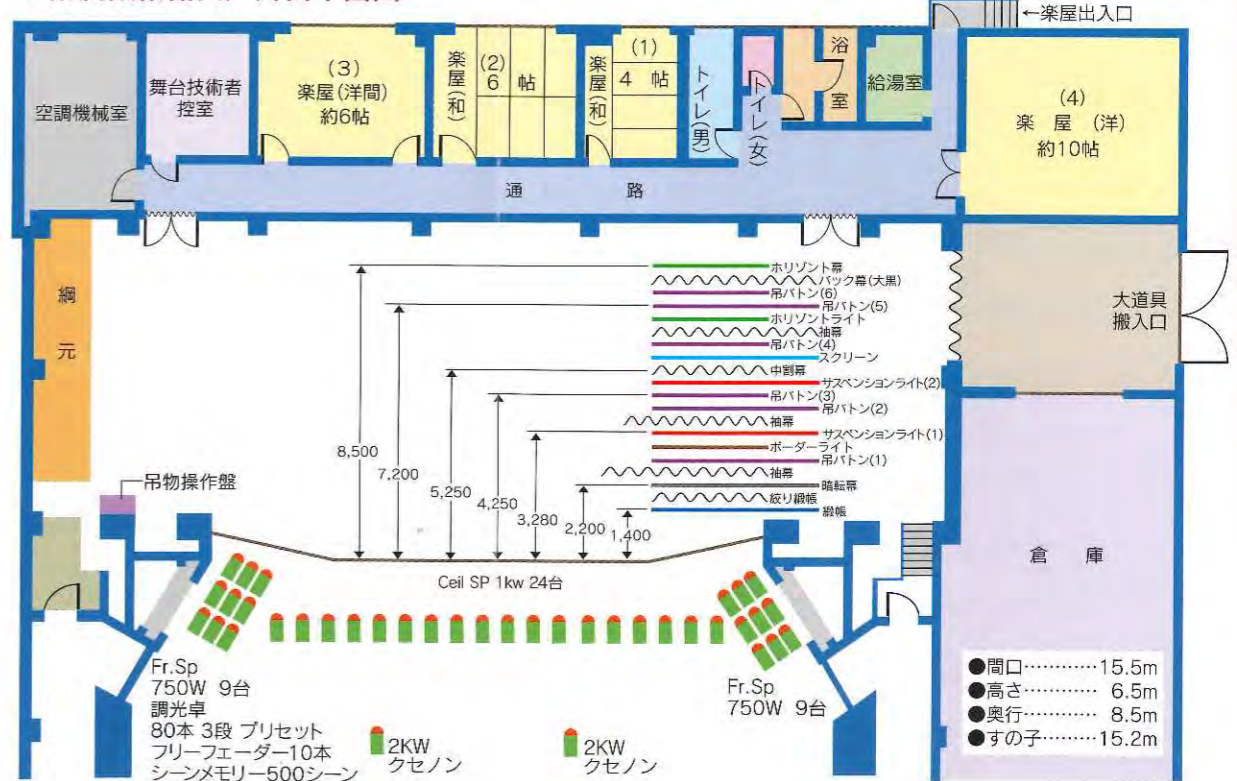 ←楽屋出入口
空調機械室
舞台技術者
控室
(3)
楽屋(洋間)
約6帖
楽屋(和)
(2)
6 帖
楽屋(和)
(1)
4 帖
トイレ(男)
トイレ(女)
浴室
給湯室
(4)
楽 屋 (洋)
約10帖
通 路
綱元
大道具
搬入口
ホリゾント幕
バック幕(大黒)
吊バトン(6)
吊バトン(5)
ホリゾントライト
袖幕
吊バトン(4)
スクリーン
中割幕
サスペンションライト(2)
吊バトン(3)
吊バトン(2)
袖幕
サスペンションライト(1)
ボーダーライト
吊バトン(1)
袖幕
暗転幕
絞り緞帳
緞帳
8,500
7,200
5,250
4,250
3,280
2,200
1,400
吊物操作盤
Ceil SP 1kw 24台
倉 庫
Fr.Sp
750W 9台
調光卓
80本 3段 プリセット
フリーフェーダー10本
シーンメモリー500シーン
2KW
クセノン
2KW
クセノン
Fr.Sp
750W 9台
●間口…………15.5m
●高さ………… 6.5m
●奥行………… 8.5m
●すの子………15.2m